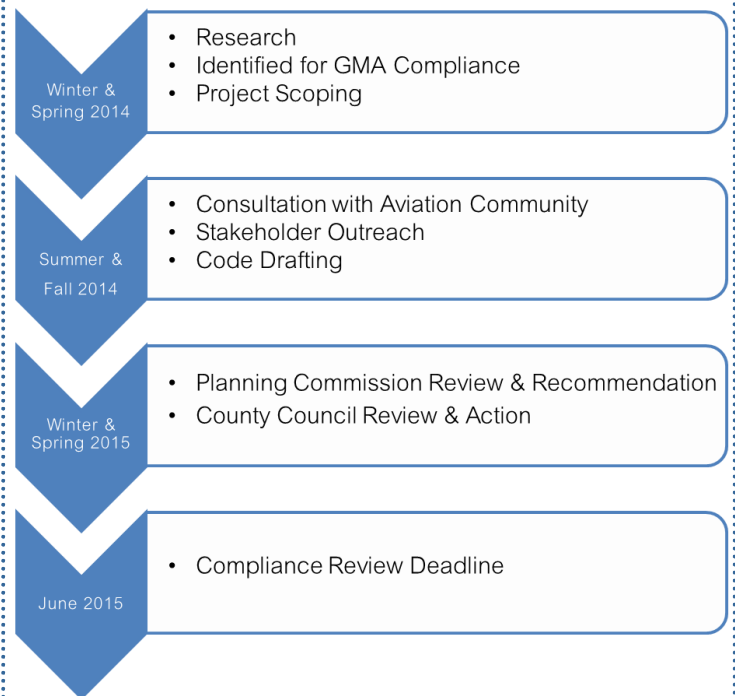 Winter &
Spring 2014
• Research
• Identified for GMA Compliance
• Project Scoping
Summer &
Fall 2014
• Consultation with Aviation Community
• Stakeholder Outreach
• Code Drafting
Winter &
Spring 2015
• Planning Commission Review & Recommendation
• County Council Review & Action
June 2015
• Compliance Review Deadline